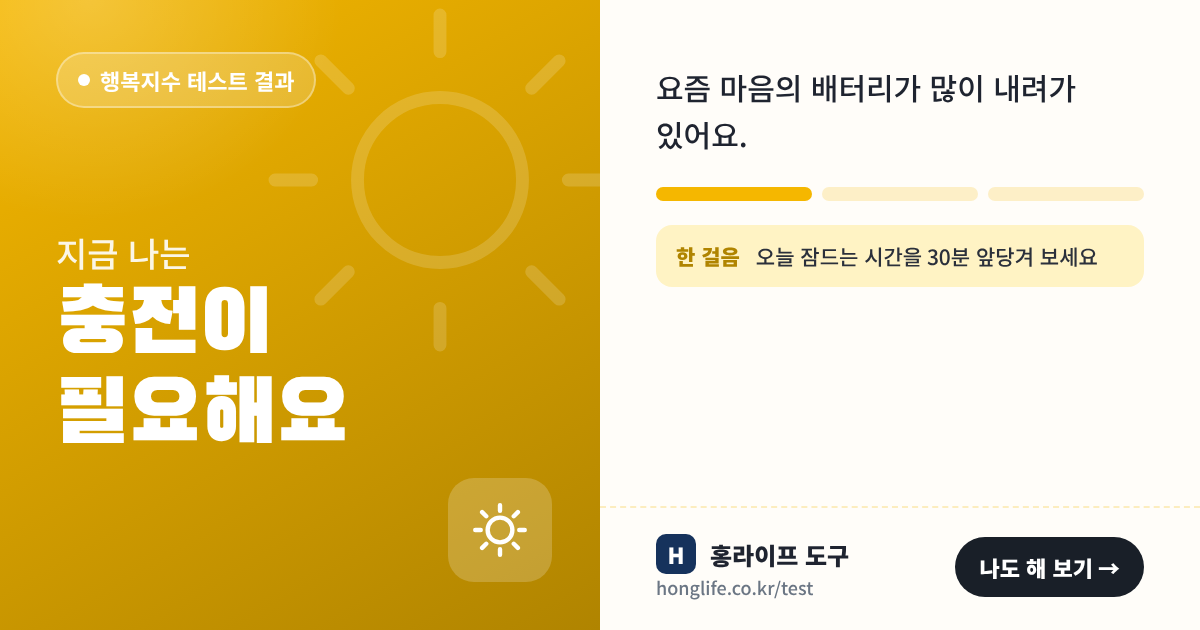 행복지수 테스트 결과
지금 나는
충전이
필요해요
요즘 마음의 배터리가 많이 내려가
있어요.
한 걸음 오늘 잠드는 시간을 30분 앞당겨 보세요
H 홍라이프 도구
honglife.co.kr/test
나도 해 보기 →